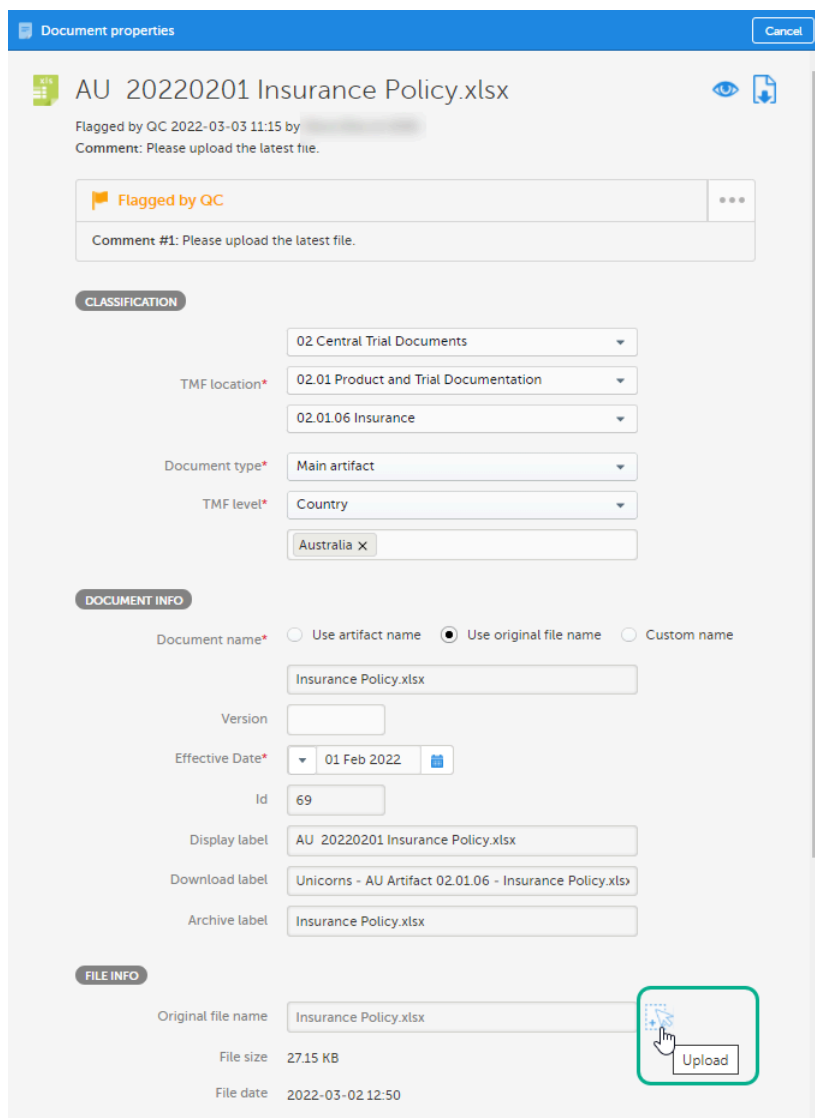 Document properties
Cancel
AU  20220201 Insurance Policy.xlsx
Flagged by QC 2022-03-03 11:15 by
Comment: Please upload the latest file.
Flagged by QC
Comment #1: Please upload the latest file.
CLASSIFICATION
02 Central Trial Documents
TMF location* 02.01 Product and Trial Documentation
02.01.06 Insurance
Document type* Main artifact
TMF level* Country
Australia ×
DOCUMENT INFO
Document name* Use artifact name Use original file name Custom name
Insurance Policy.xlsx
Version
Effective Date* 01 Feb 2022
Id 69
Display label AU  20220201 Insurance Policy.xlsx
Download label Unicorns - AU Artifact 02.01.06 - Insurance Policy.xls
Archive label Insurance Policy.xlsx
FILE INFO
Original file name Insurance Policy.xlsx
Upload
File size 27.15 KB
File date 2022-03-02 12:50